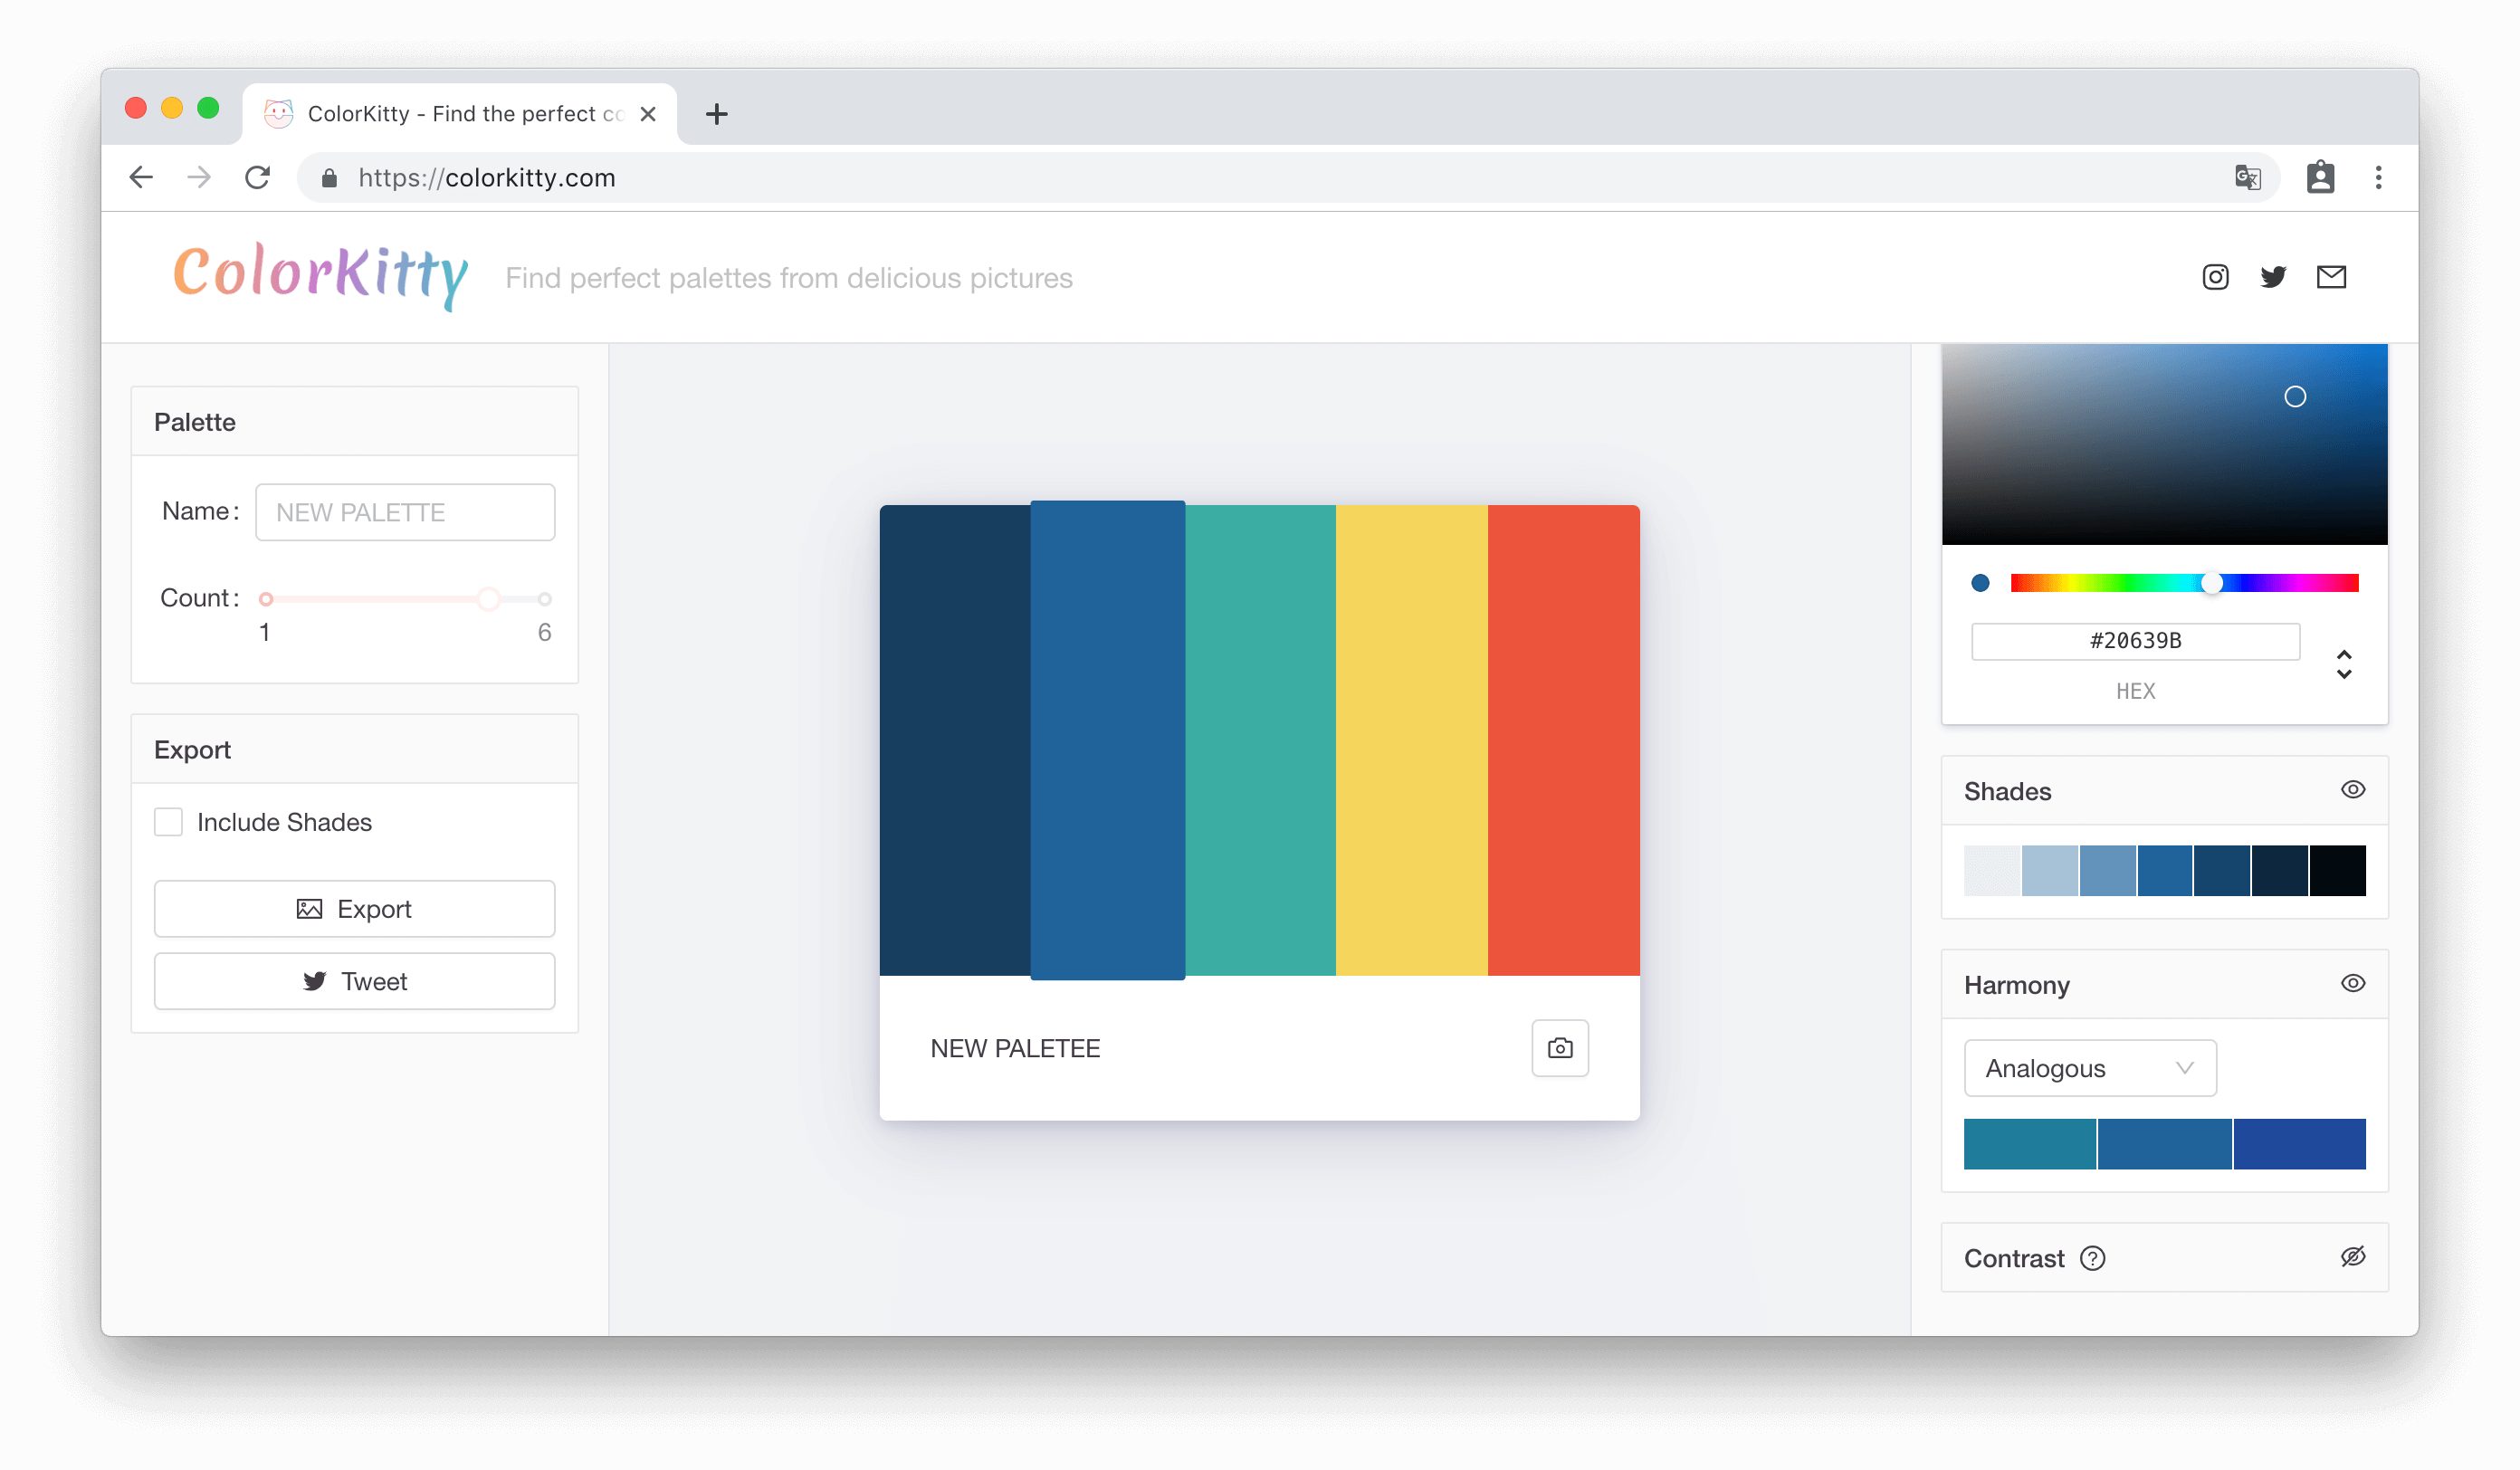 ColorKitty - Find the perfect co
https://colorkitty.com
ColorKitty Find perfect palettes from delicious pictures
Palette
Name: NEW PALETTE
Count:
1 6
Export
Include Shades
Export
Tweet
NEW PALETEE
#20639B
HEX
Shades
Harmony
Analogous
Contrast ?